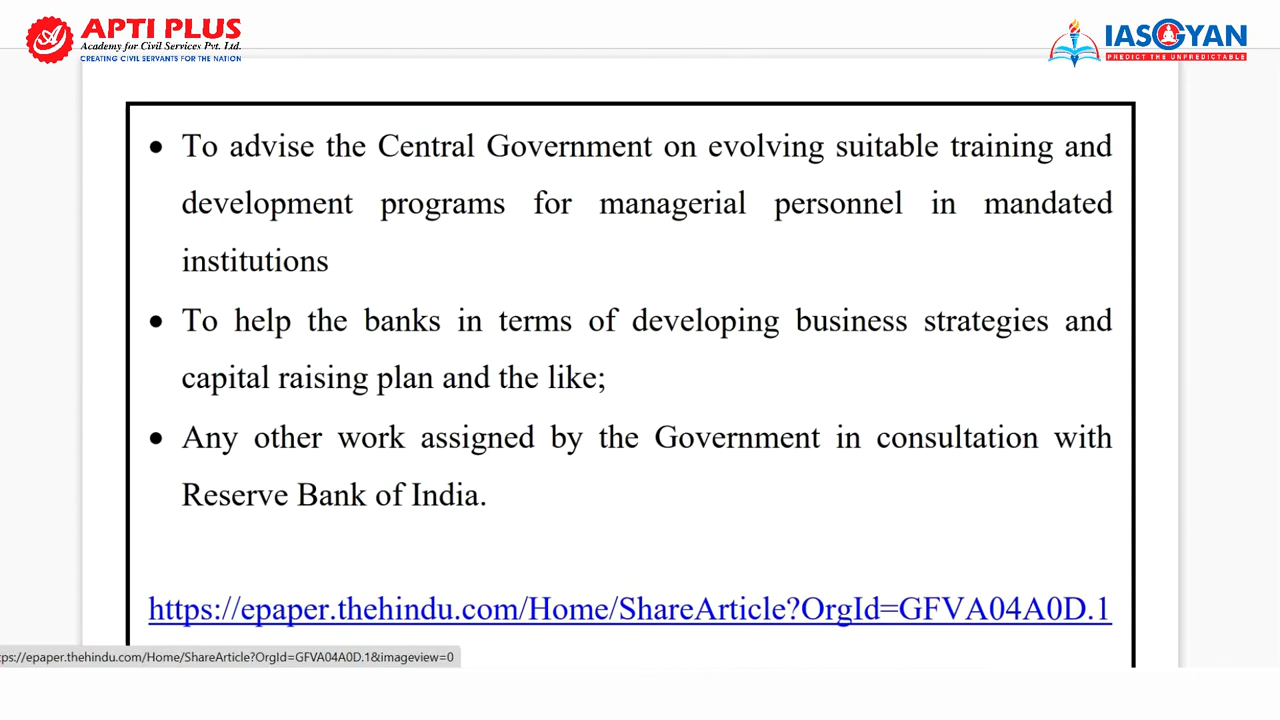 APTI PLUS
Academy for Civil Services Pvt. Ltd.
CREATING CIVIL SERVANTS FOR THE NATION
IASGYAN
PREDICT THE UNPREDICTABLE
• To advise the Central Government on evolving suitable training and
development programs for managerial personnel in mandated
institutions
• To help the banks in terms of developing business strategies and
capital raising plan and the like;
• Any other work assigned by the Government in consultation with
Reserve Bank of India.
https://epaper.thehindu.com/Home/ShareArticle?OrgId=GFVA04A0D.1
ps://epaper.thehindu.com/Home/ShareArticle?OrgId=GFVA04A0D.1&imageview=0